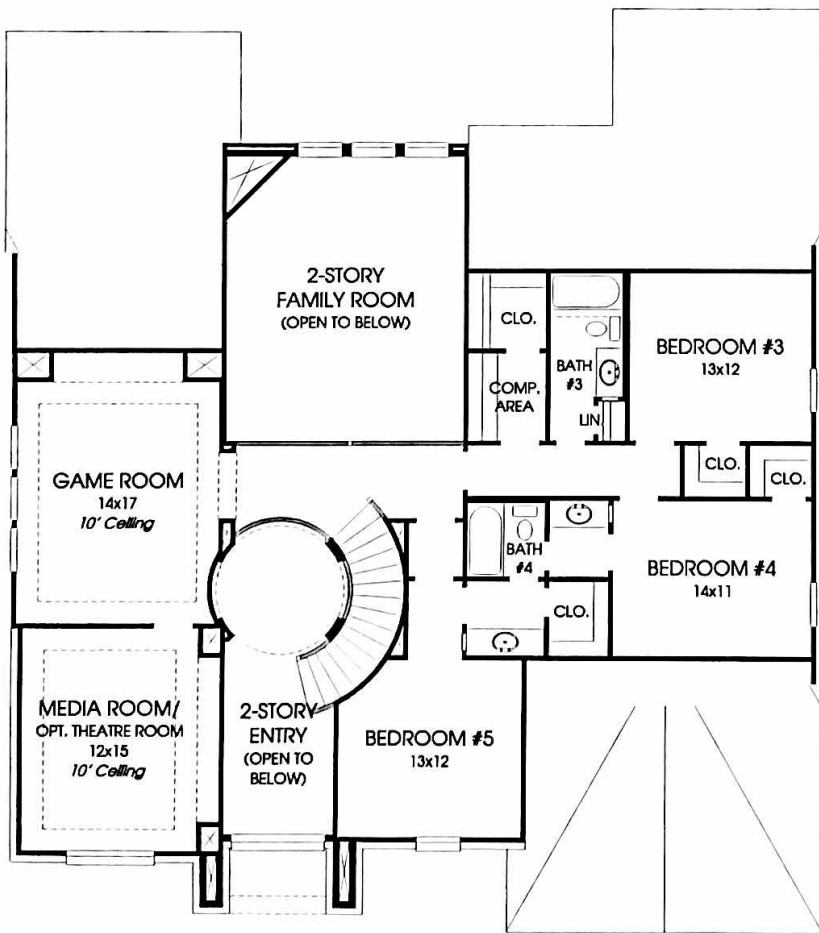 2-STORY
FAMILY ROOM
(OPEN TO BELOW)
CLO.
BATH
#3
BEDROOM #3
13x12
COMP.
AREA
LIN
CLO.
CLO.
GAME ROOM
14x17
10' Ceiling
BATH
#4
BEDROOM #4
14x11
CLO.
MEDIA ROOM/
OPT. THEATRE ROOM
12x15
10' Ceiling
2-STORY
ENTRY
(OPEN TO
BELOW)
BEDROOM #5
13x12